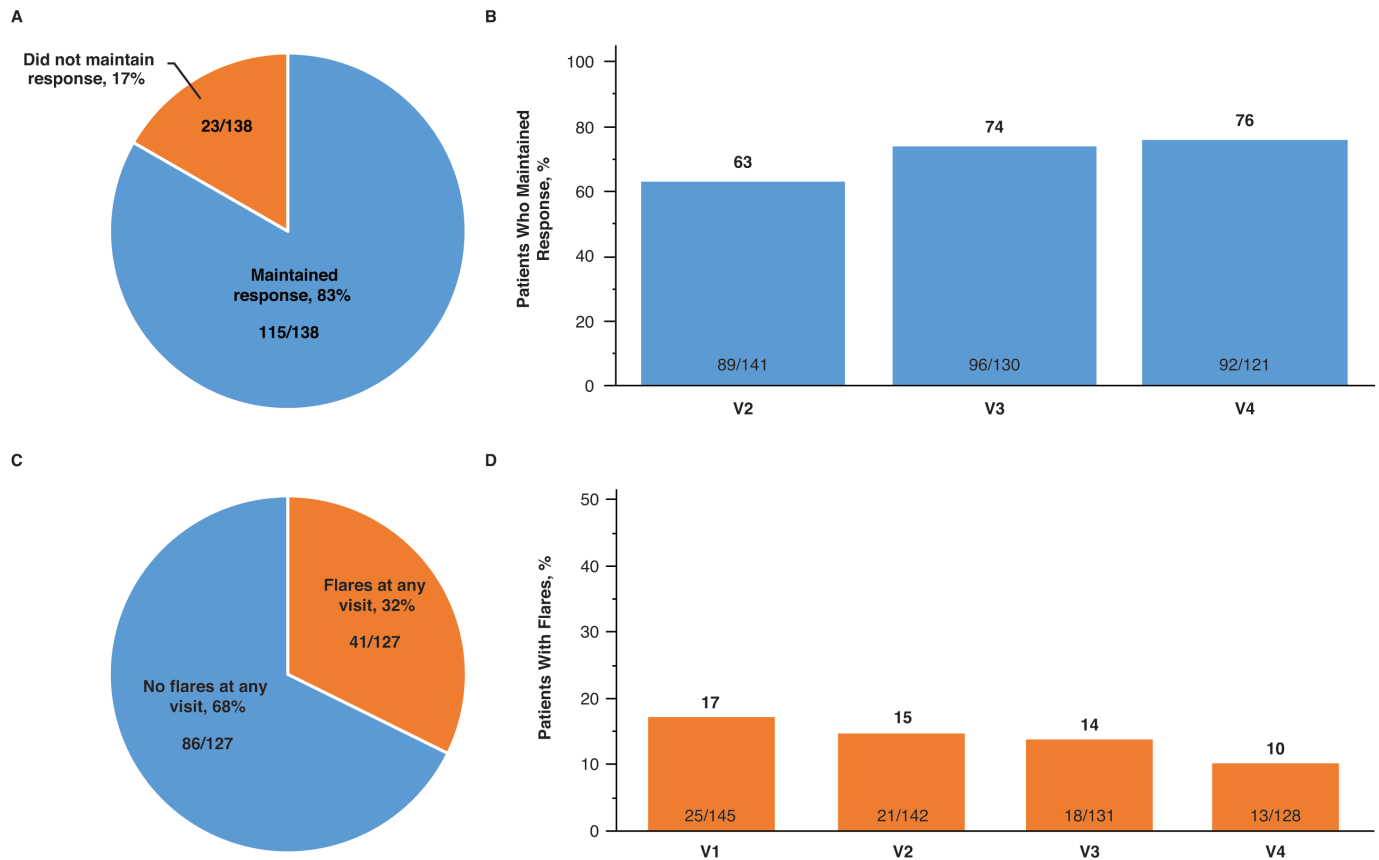 A
Did not maintain
response, 17%
23/138
Maintained
response, 83%
115/138
B
Patients Who Maintained
Response, %
100
80
60
40
20
0
63
74
76
89/141
96/130
92/121
V2
V3
V4
C
Flares at any
visit, 32%
41/127
No flares at any
visit, 68%
86/127
D
Patients With Flares, %
50
40
30
20
10
0
17
15
14
10
25/145
21/142
18/131
13/128
V1
V2
V3
V4